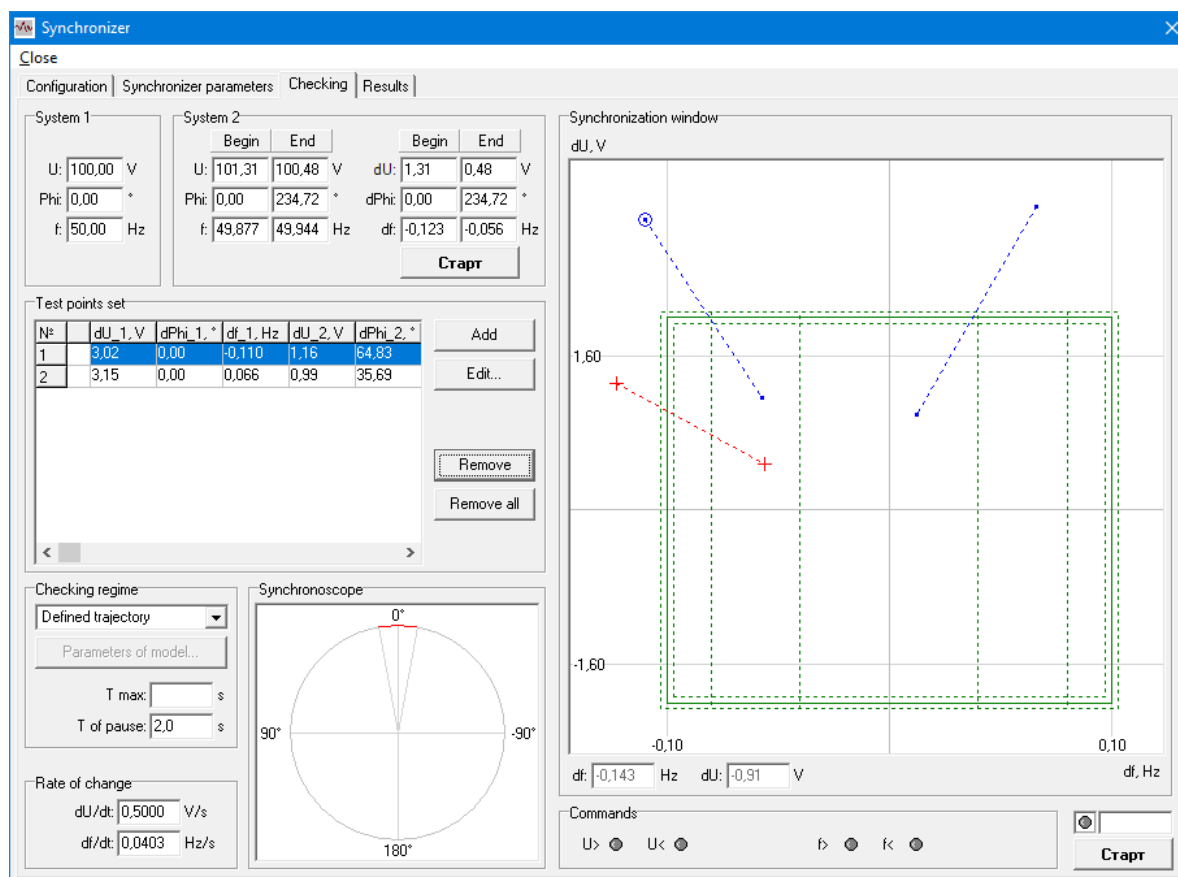 Synchronizer
Close
Configuration Synchronizer parameters Checking Results
System 1
U: 100,00 V
Phi: 0,00 °
f: 50,00 Hz
System 2
Begin End Begin End
U: 101,31 100,48 V dU: 1,31 0,48 V
Phi: 0,00 234,72 ° dPhi: 0,00 234,72 °
f: 49,877 49,944 Hz df: -0,123 -0,056 Hz
Старт
Test points set
№ dU_1, V dPhi_1, ° df_1, Hz dU_2, V dPhi_2, °
1 3,02 0,00 -0,110 1,16 64,83
2 3,15 0,00 0,066 0,99 35,69
Add
Edit...
Remove
Remove all
Checking regime
Defined trajectory
Parameters of model...
T max: s
T of pause: 2,0 s
Rate of change
dU/dt: 0,5000 V/s
df/dt: 0,0403 Hz/s
Synchronoscope
0°
90° -90°
180°
Synchronization window
dU, V
1,60
-1,60
-0,10 0,10
df: -0,143 Hz dU: -0,91 V df, Hz
Commands
U> U< f> f<
Старт